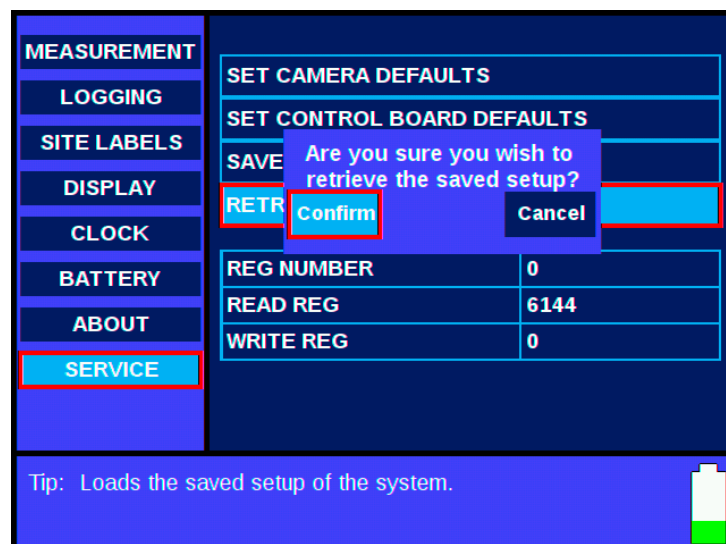 MEASUREMENT
LOGGING
SITE LABELS
DISPLAY
CLOCK
BATTERY
ABOUT
SERVICE
SET CAMERA DEFAULTS
SET CONTROL BOARD DEFAULTS
SAVE
RETR
Are you sure you wish to
retrieve the saved setup?
Confirm Cancel
REG NUMBER 0
READ REG 6144
WRITE REG 0
Tip: Loads the saved setup of the system.